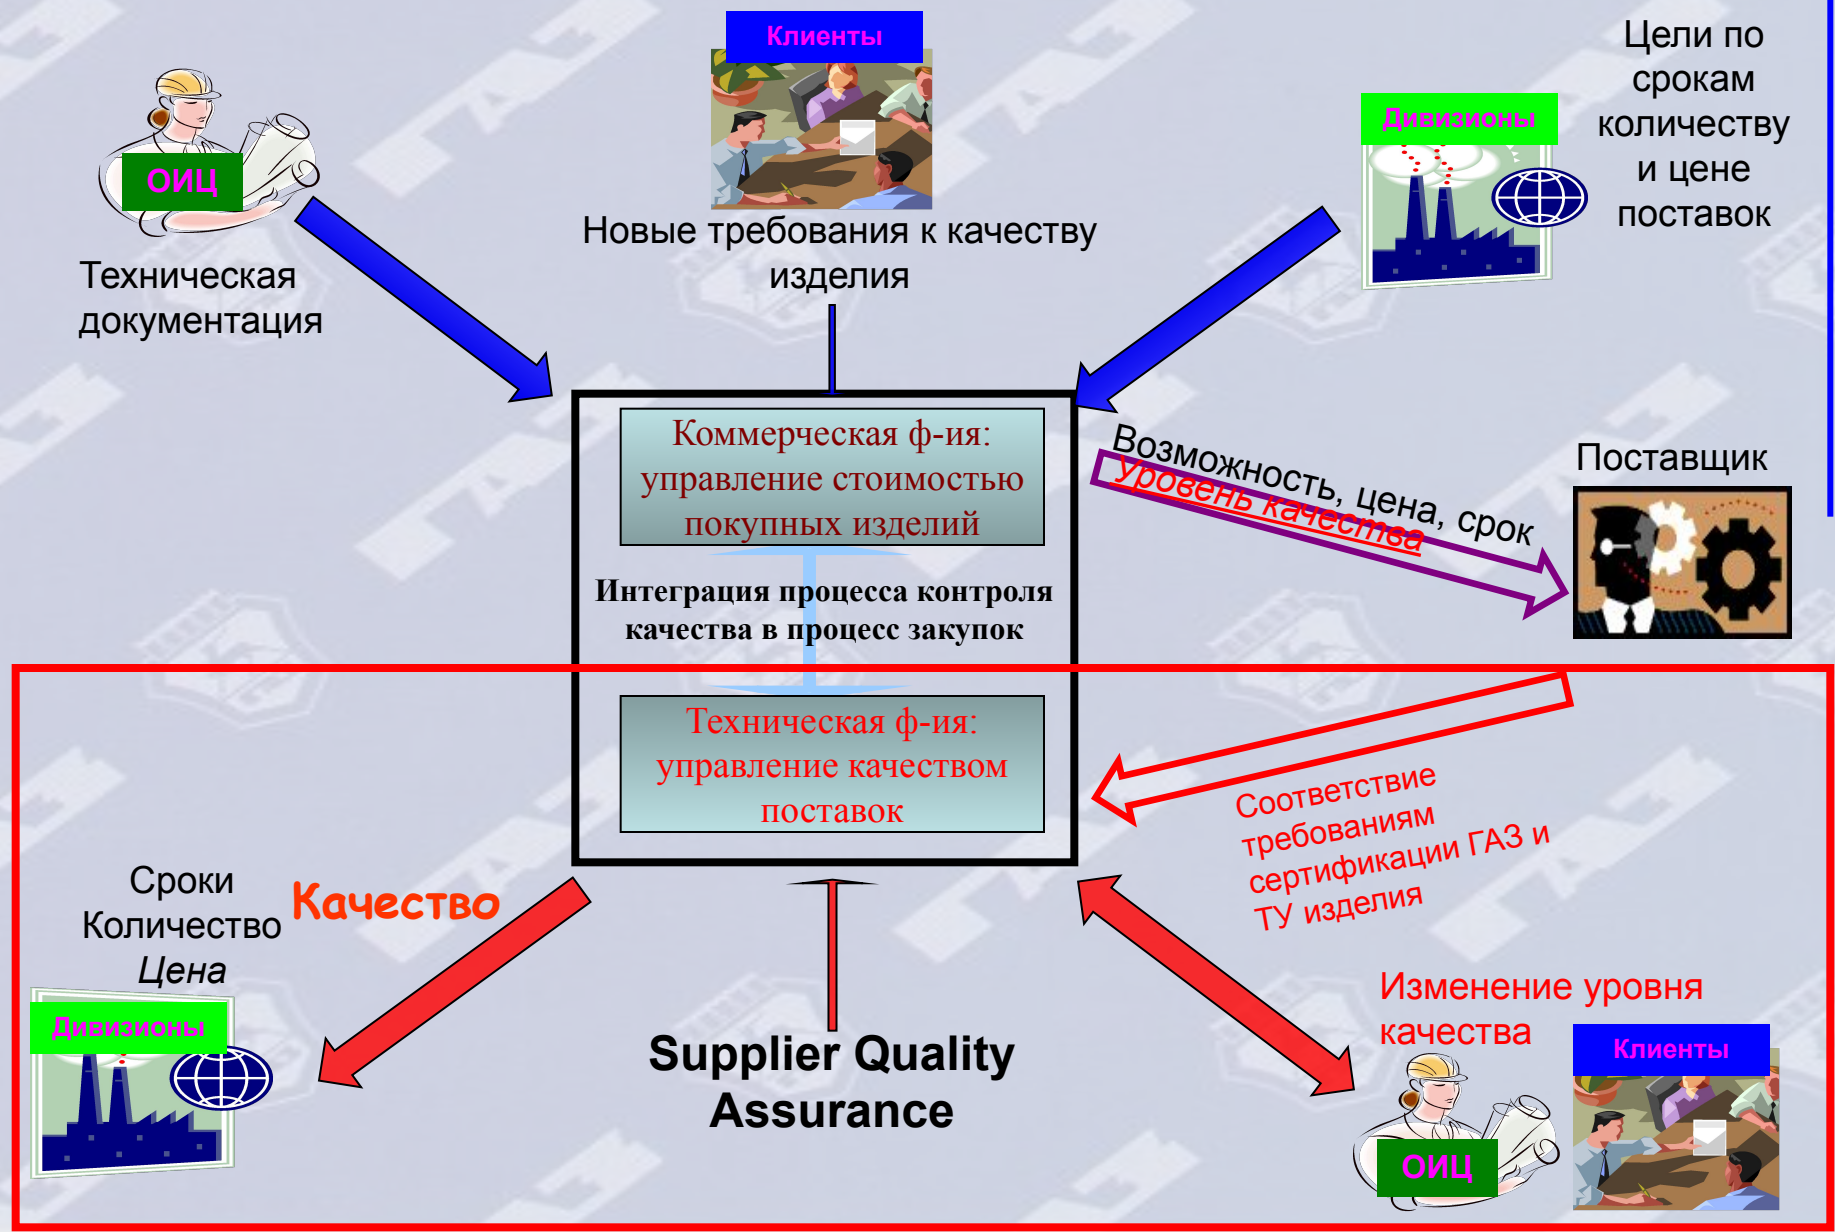 Клиенты
Цели по
срокам
количеству
и цене
поставок
Дивизионы
ОИЦ
Новые требования к качеству
изделия
Техническая
документация
Коммерческая ф-ия:
управление стоимостью
покупных изделий
Возможность, цена, срок
Уровень качества
Поставщик
Интеграция процесса контроля
качества в процесс закупок
Техническая ф-ия:
управление качеством
поставок
Соответствие
требованиям
сертификации ГАЗ и
ТУ изделия
Сроки
Количество
Цена
Качество
Дивизионы
Supplier Quality
Assurance
Изменение уровня
качества
Клиенты
ОИЦ
ГАЗ